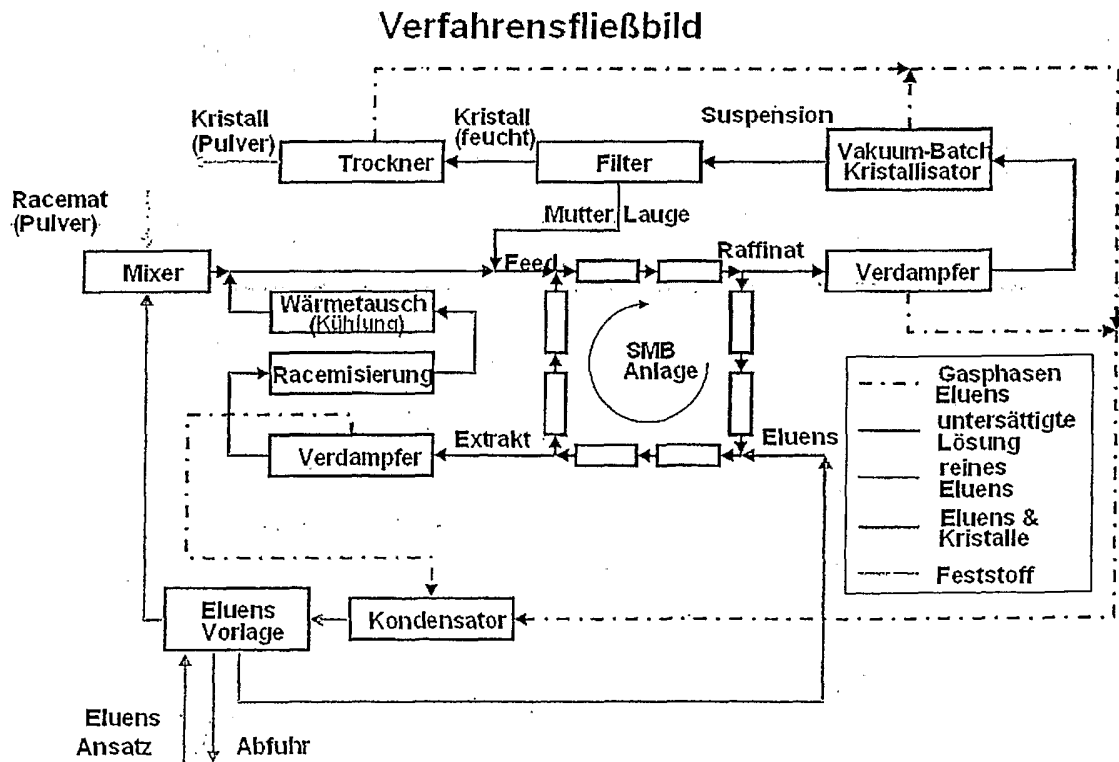 Verfahrensfließbild
Kristall
(Pulver)
Kristall
(feucht)
Suspension
Trockner
Filter
Vakuum-Batch
Kristallisator
Racemat
(Pulver)
Mutter Lauge
Mixer
Feed
Raffinat
Verdampfer
Wärmetausch
(Kühlung)
Racemisierung
SMB
Anlage
Verdampfer
Extrakt
Eluens
Gasphasen
Eluens
untersättigte
Lösung
reines
Eluens
Eluens &
Kristalle
Feststoff
Eluens
Vorlage
Kondensator
Eluens
Ansatz
Abfuhr